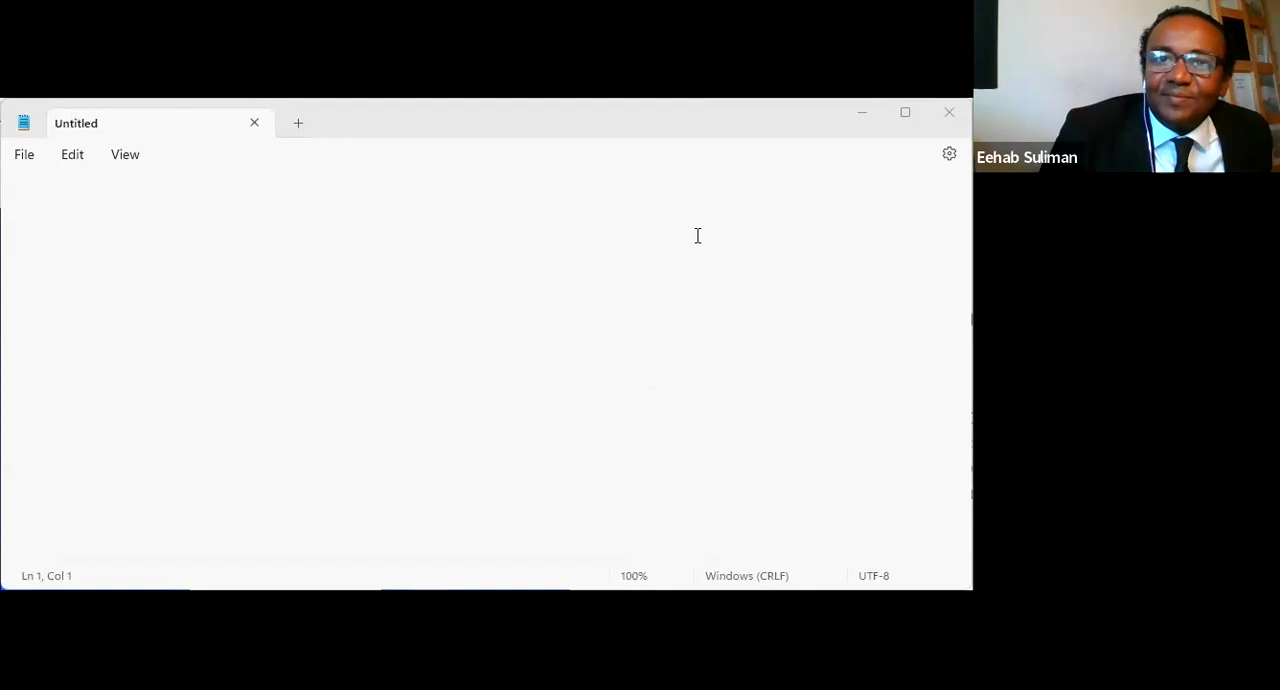 Untitled
File Edit View
Eehab Suliman
Ln 1, Col 1 100% Windows (CRLF) UTF-8